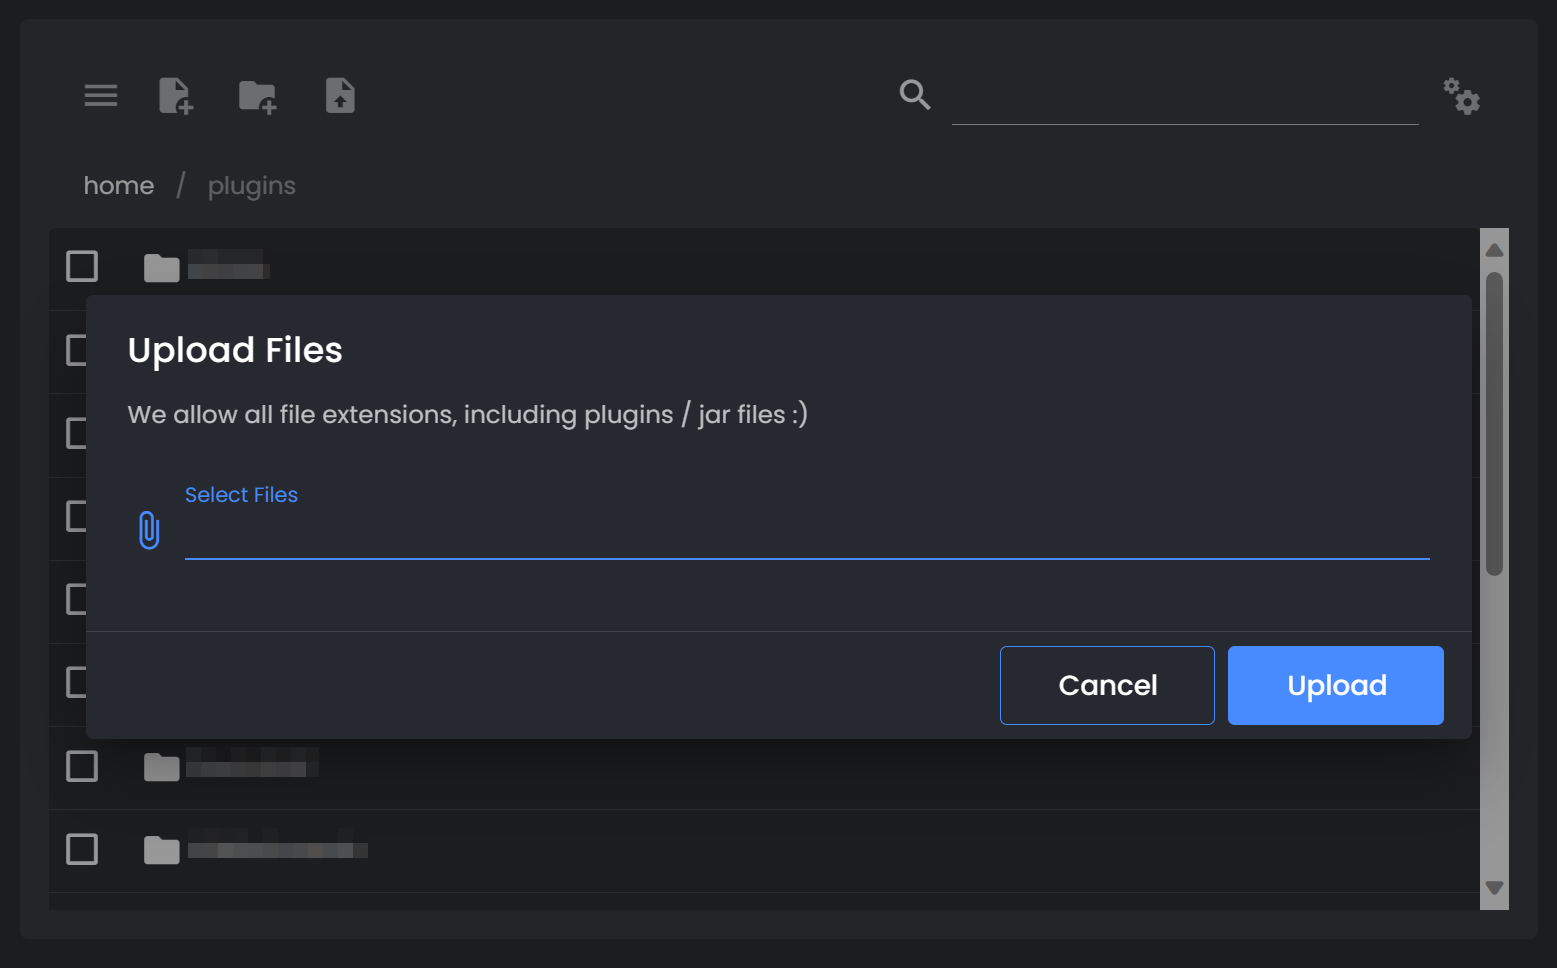 home / plugins
Upload Files
We allow all file extensions, including plugins / jar files :)
Select Files
Cancel Upload